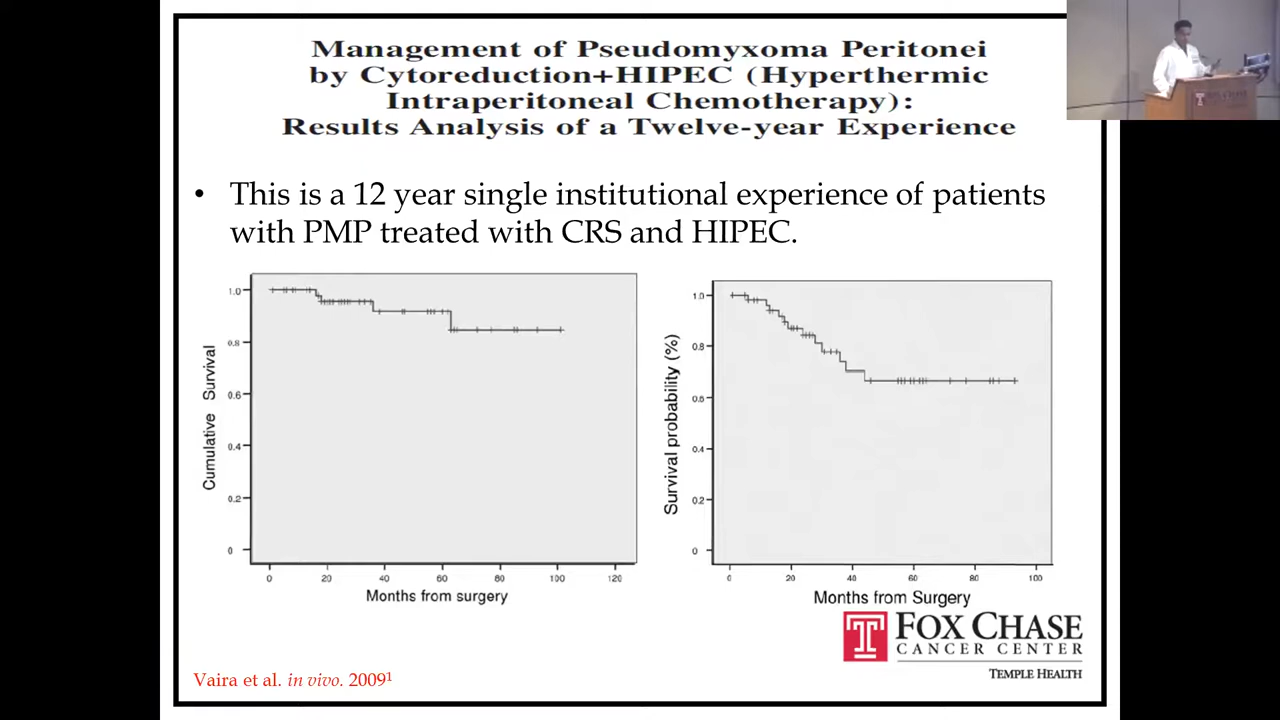 Management of Pseudomyxoma Peritonei
by Cytoreduction+HIPEC (Hyperthermic
Intraperitoneal Chemotherapy):
Results Analysis of a Twelve-year Experience
• This is a 12 year single institutional experience of patients
with PMP treated with CRS and HIPEC.
Cumulative Survival
1.0
0.8
0.6
0.4
0.2
0
0 20 40 60 80 100 120
Months from surgery
Survival probability (%)
1.0
0.8
0.6
0.4
0.2
0
0 20 40 60 80 100
Months from Surgery
FOX CHASE
CANCER CENTER
TEMPLE HEALTH
Vaira et al. in vivo. 2009¹
FOX CHASE